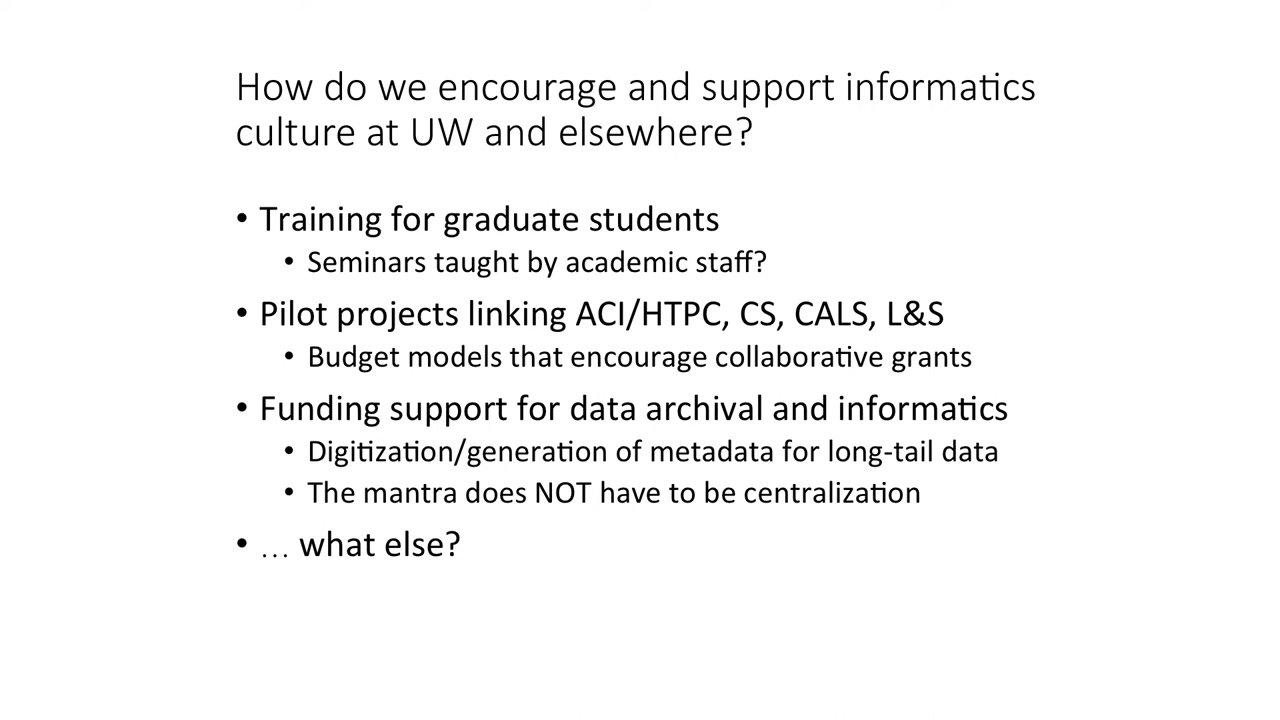 How do we encourage and support informatics
culture at UW and elsewhere?
• Training for graduate students
• Seminars taught by academic staff?
• Pilot projects linking ACI/HTPC, CS, CALS, L&S
• Budget models that encourage collaborative grants
• Funding support for data archival and informatics
• Digitization/generation of metadata for long-tail data
• The mantra does NOT have to be centralization
• … what else?